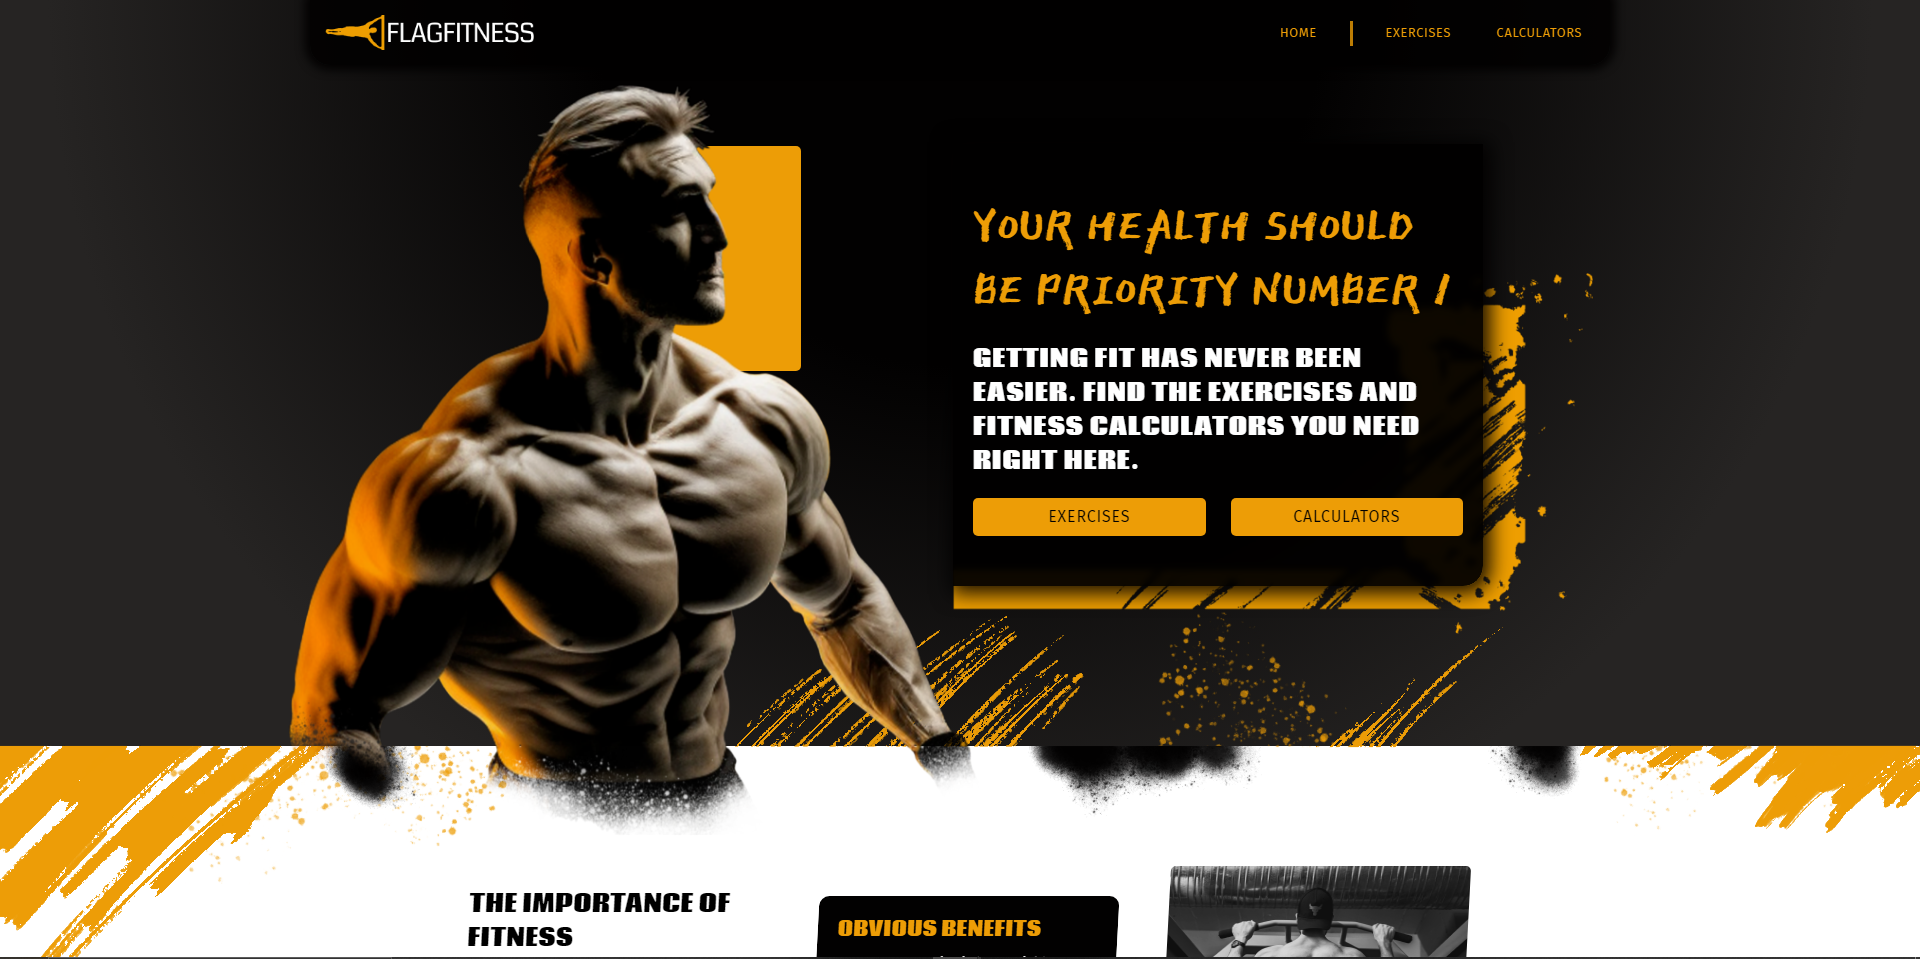 FLAGFITNESS
HOME
EXERCISES
CALCULATORS
YOUR HEALTH SHOULD
BE PRIORITY NUMBER 1
GETTING FIT HAS NEVER BEEN
EASIER. FIND THE EXERCISES AND
FITNESS CALCULATORS YOU NEED
RIGHT HERE.
EXERCISES
CALCULATORS
THE IMPORTANCE OF
FITNESS
OBVIOUS BENEFITS